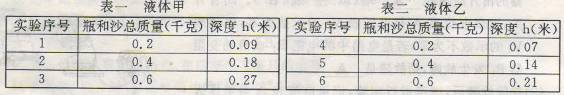 表一 液体甲
实验序号 瓶和沙总质量(千克) 深度 h(米)
1 0.2 0.09
2 0.4 0.18
3 0.6 0.27
表二 液体乙
实验序号 瓶和沙总质量(千克) 深度 h(米)
4 0.2 0.07
5 0.4 0.14
6 0.6 0.21